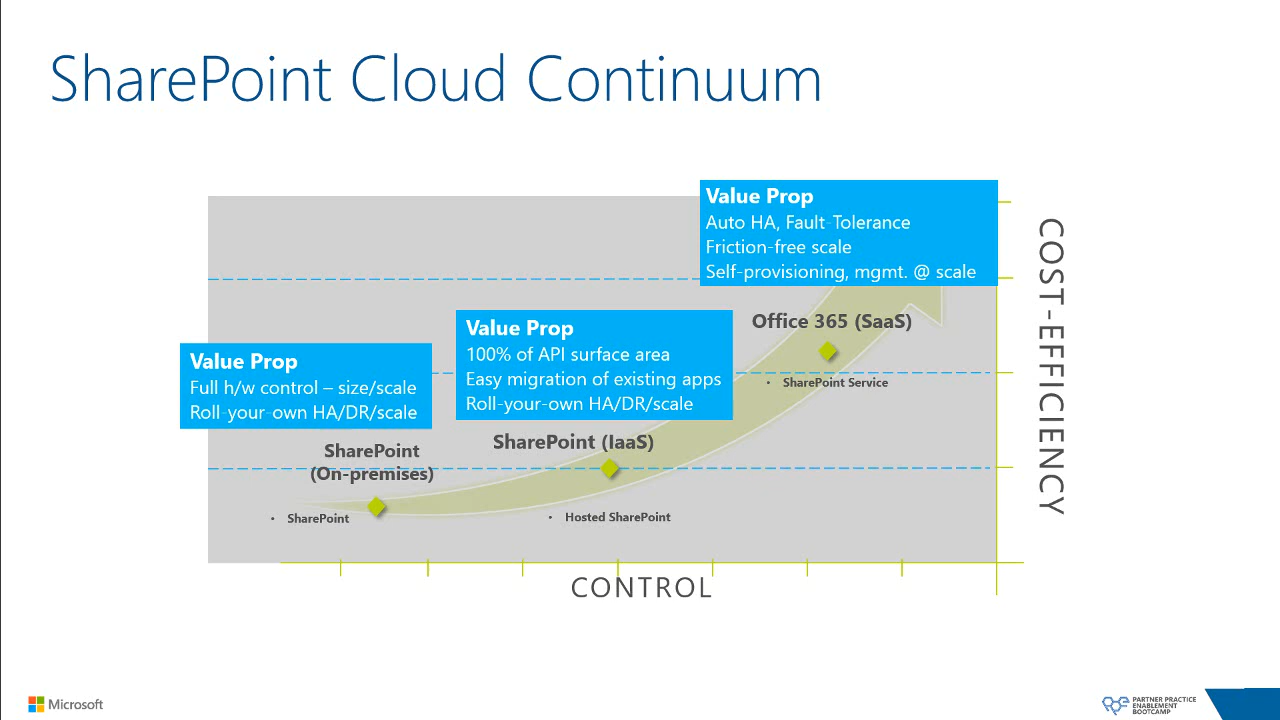 SharePoint Cloud Continuum
Value Prop
Auto HA, Fault-Tolerance
Friction-free scale
Self-provisioning, mgmt. @ scale
Value Prop
100% of API surface area
Easy migration of existing apps
Roll-your-own HA/DR/scale
Value Prop
Full h/w control – size/scale
Roll-your-own HA/DR/scale
Office 365 (SaaS)
• SharePoint Service
SharePoint (IaaS)
• Hosted SharePoint
SharePoint
(On-premises)
• SharePoint
COST-EFFICIENCY
CONTROL
Microsoft
PARTNER PRACTICE
ENABLEMENT
BOOTCAMP